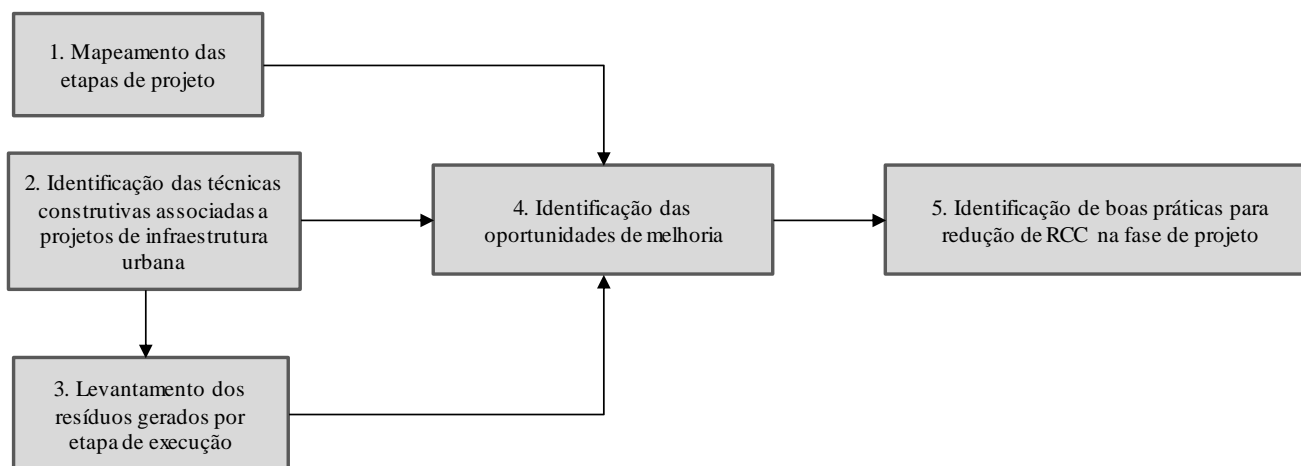 1. Mapeamento das
etapas de projeto
2. Identificação das técnicas
construtivas associadas a
projetos de infraestrutura
urbana
3. Levantamento dos
resíduos gerados por
etapa de execução
4. Identificação das
oportunidades de melhoria
5. Identificação de boas práticas para
redução de RCC na fase de projeto